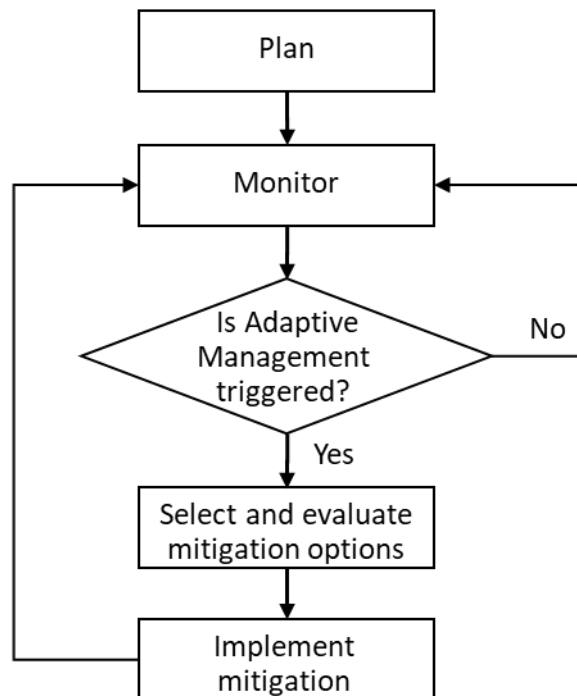 Plan
Monitor
Is Adaptive
Management
triggered?
No
Yes
Select and evaluate
mitigation options
Implement
mitigation